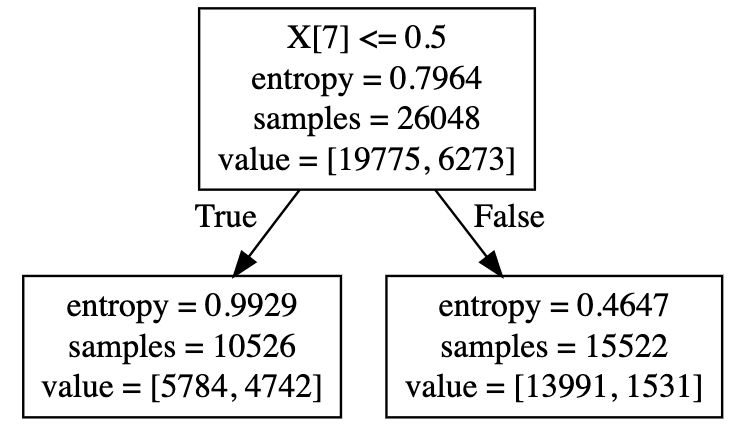 X[7] <= 0.5
entropy = 0.7964
samples = 26048
value = [19775, 6273]
True
False
entropy = 0.9929
samples = 10526
value = [5784, 4742]
entropy = 0.4647
samples = 15522
value = [13991, 1531]